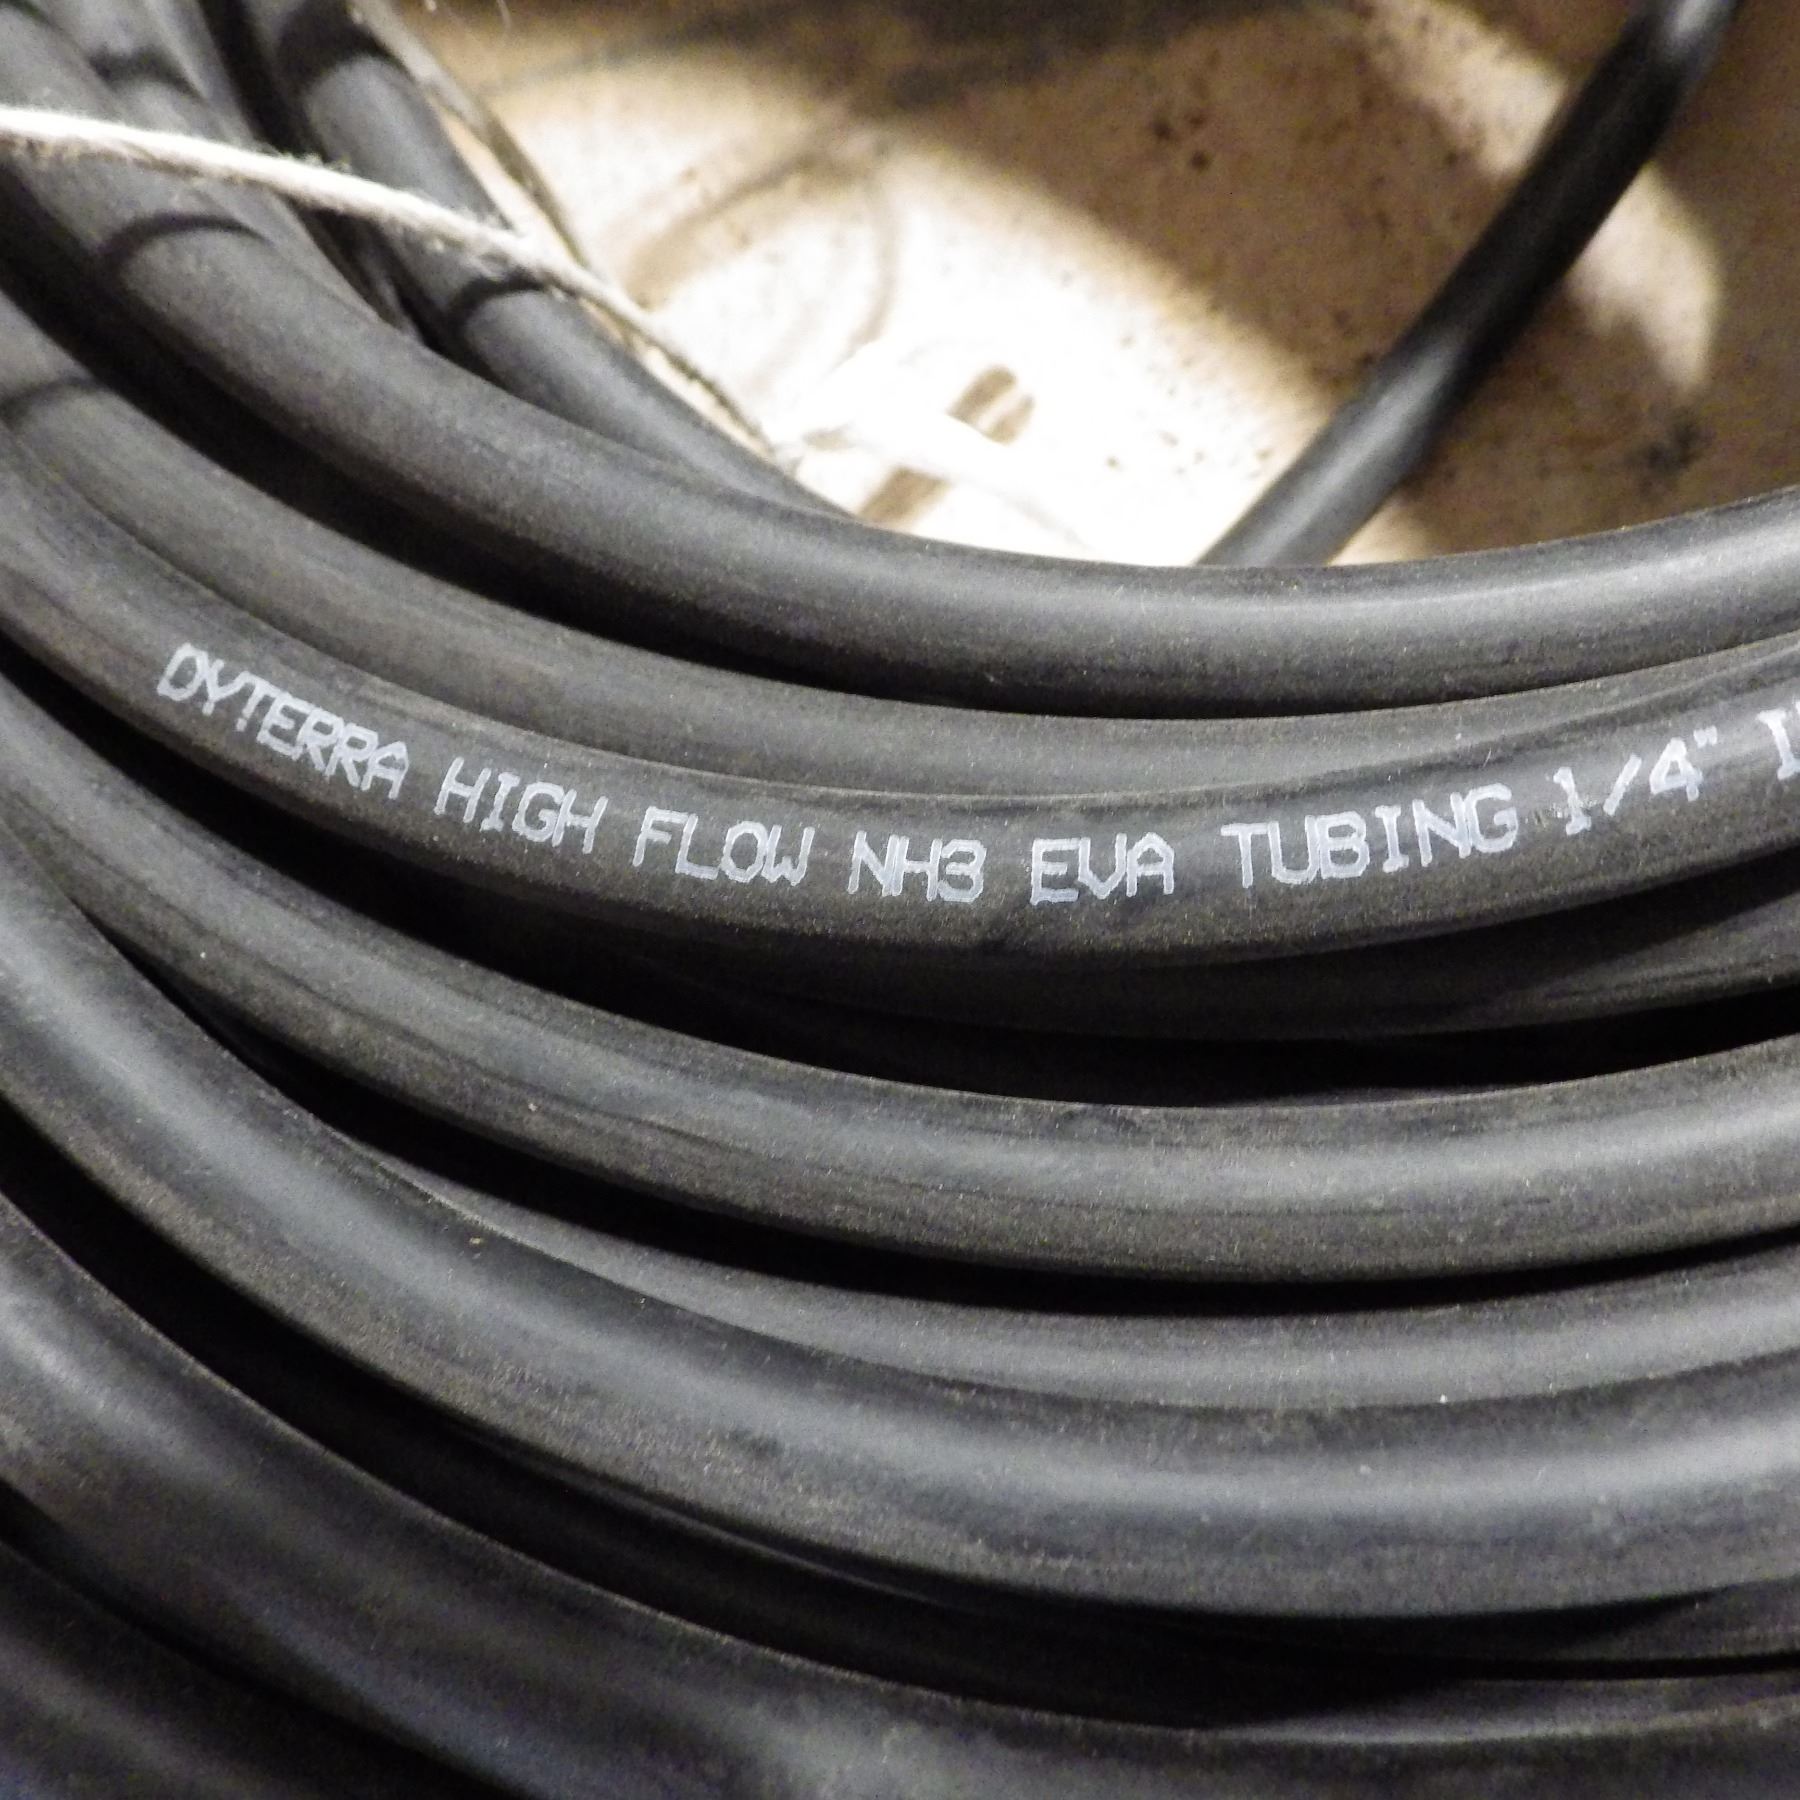 DYTERRA HIGH FLOW NH3 EVA TUBING 1/4"